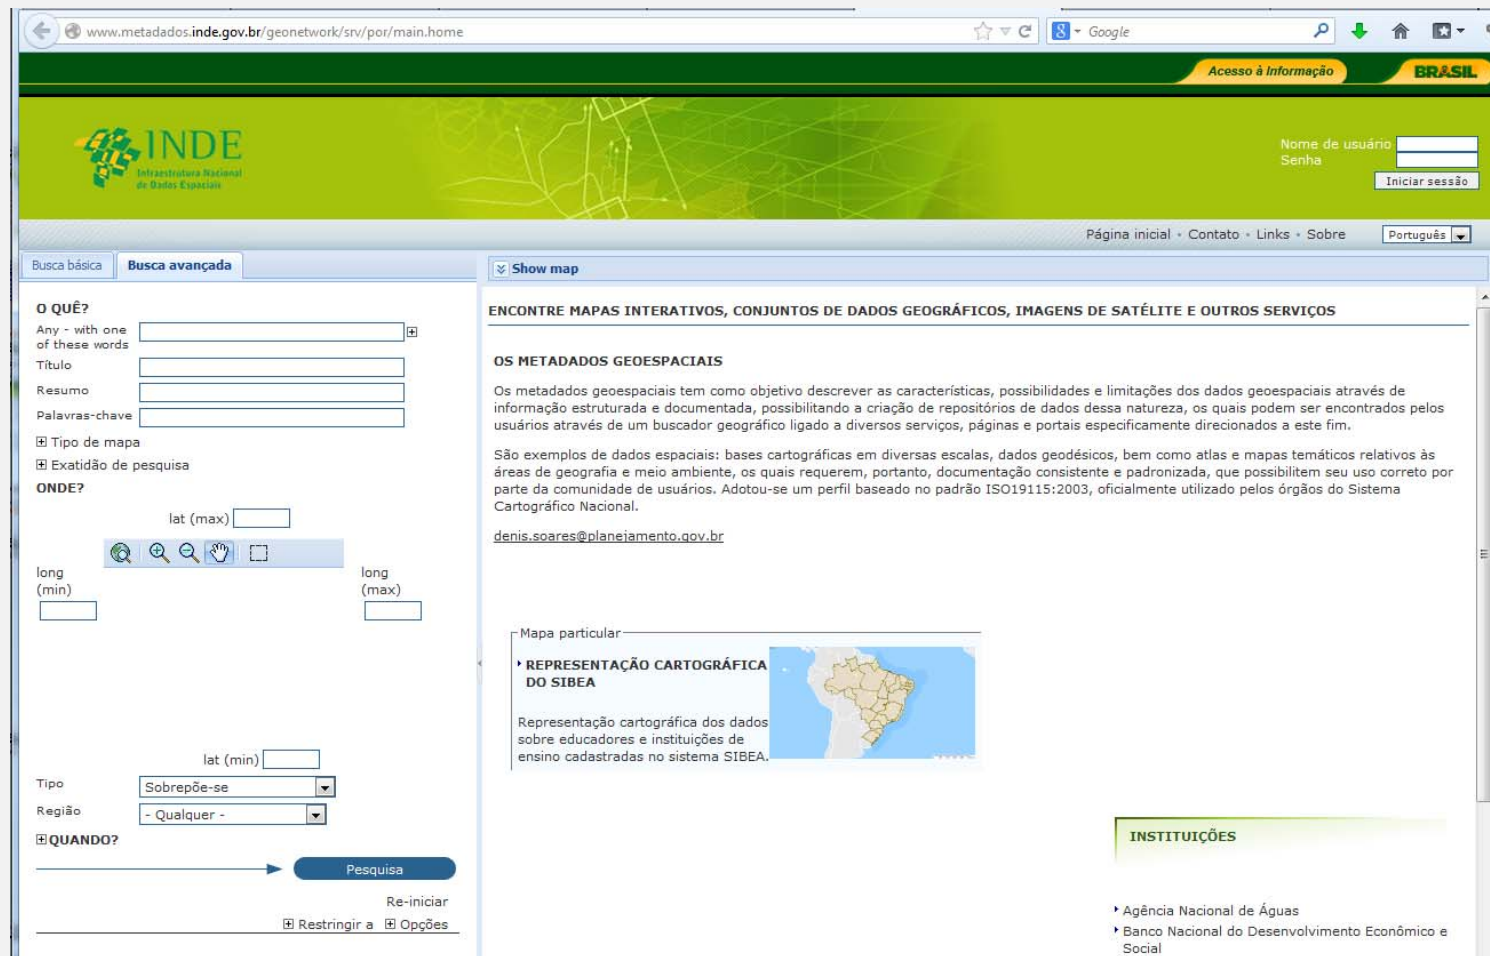 www.metadados.inde.gov.br/geonetwork/srv/por/main.home
8 Google
Acesso à Informação
BRASIL
INDE
Infraestrutura Nacional
de Dados Espaciais
Nome de usuário
Senha
Iniciar sessão
Página inicial • Contato • Links • Sobre
Português
Busca básica
Busca avançada
Show map
O QUÊ?
Any - with one
of these words
Título
Resumo
Palavras-chave
Tipo de mapa
Exatidão de pesquisa
ONDE?
lat (max)
long
(min)
long
(max)
lat (min)
Tipo
Sobrepõe-se
Região
- Qualquer -
QUANDO?
Pesquisa
Re-iniciar
Restringir a
Opções
ENCONTRE MAPAS INTERATIVOS, CONJUNTOS DE DADOS GEOGRÁFICOS, IMAGENS DE SATÉLITE E OUTROS SERVIÇOS
OS METADADOS GEOESPACIAIS
Os metadados geoespaciais tem como objetivo descrever as características, possibilidades e limitações dos dados geoespaciais através de
informação estruturada e documentada, possibilitando a criação de repositórios de dados dessa natureza, os quais podem ser encontrados pelos
usuários através de um buscador geográfico ligado a diversos serviços, páginas e portais especificamente direcionados a este fim.
São exemplos de dados espaciais: bases cartográficas em diversas escalas, dados geodésicos, bem como atlas e mapas temáticos relativos às
áreas de geografia e meio ambiente, os quais requerem, portanto, documentação consistente e padronizada, que possibilitem seu uso correto por
parte da comunidade de usuários. Adotou-se um perfil baseado no padrão ISO19115:2003, oficialmente utilizado pelos órgãos do Sistema
Cartográfico Nacional.
denis.soares@planejamento.gov.br
Mapa particular
REPRESENTAÇÃO CARTOGRÁFICA
DO SIBEA
Representação cartográfica dos dados
sobre educadores e instituições de
ensino cadastradas no sistema SIBEA.
INSTITUIÇÕES
Agência Nacional de Águas
Banco Nacional do Desenvolvimento Econômico e
Social